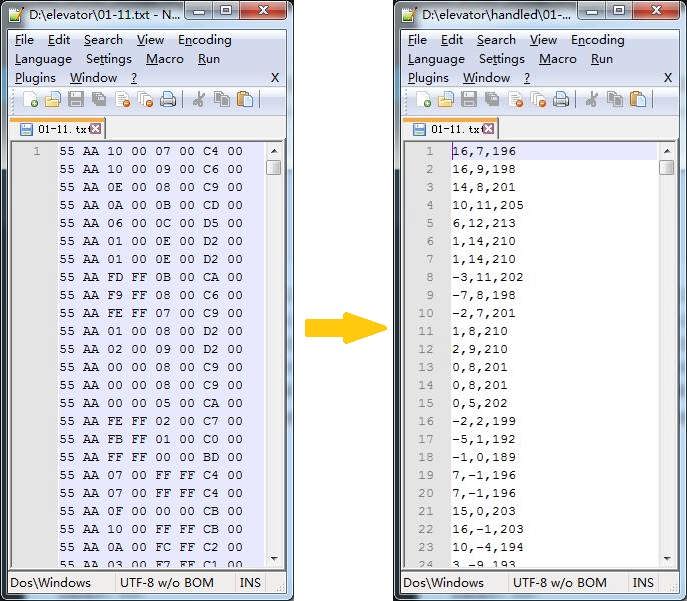 D:\elevator\01-11.txt - N...
File Edit Search View Encoding
Language Settings Macro Run
Plugins Window ? X
01-11.txt
1 55 AA 10 00 07 00 C4 00
55 AA 10 00 09 00 C6 00
55 AA 0E 00 08 00 C9 00
55 AA 0A 00 0B 00 CD 00
55 AA 06 00 0C 00 D5 00
55 AA 01 00 0E 00 D2 00
55 AA 01 00 0E 00 D2 00
55 AA FD FF 0B 00 CA 00
55 AA F9 FF 08 00 C6 00
55 AA FE FF 07 00 C9 00
55 AA 01 00 08 00 D2 00
55 AA 02 00 09 00 D2 00
55 AA 00 00 08 00 C9 00
55 AA 00 00 08 00 C9 00
55 AA 00 00 05 00 CA 00
55 AA FE FF 02 00 C7 00
55 AA FB FF 01 00 C0 00
55 AA FF FF 00 00 BD 00
55 AA 07 00 FF FF C4 00
55 AA 07 00 FF FF C4 00
55 AA 0F 00 00 00 CB 00
55 AA 10 00 FF FF CB 00
55 AA 0A 00 FC FF C2 00
55 AA 03 00 F7 FF C1 00
Dos\Windows UTF-8 w/o BOM INS
D:\elevator\handled\01-...
File Edit Search View Encoding
Language Settings Macro Run
Plugins Window ? X
01-11.txt
1 16,7,196
2 16,9,198
3 14,8,201
4 10,11,205
5 6,12,213
6 1,14,210
7 1,14,210
8 -3,11,202
9 -7,8,198
10 -2,7,201
11 1,8,210
12 2,9,210
13 0,8,201
14 0,8,201
15 0,5,202
16 -2,2,199
17 -5,1,192
18 -1,0,189
19 7,-1,196
20 7,-1,196
21 15,0,203
22 16,-1,203
23 10,-4,194
24 3,-9,193
Dos\Windows UTF-8 w/o BOM INS